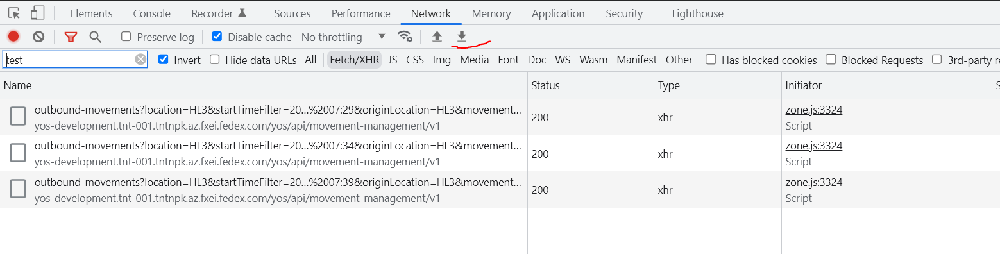 Elements Console Recorder Sources Performance Network Memory Application Security Lighthouse
Preserve log Disable cache No throttling
test Invert Hide data URLs All Fetch/XHR JS CSS Img Media Font Doc WS Wasm Manifest Other Has blocked cookies Blocked Requests 3rd-party re
Name Status Type Initiator S
outbound-movements?location=HL3&startTimeFilter=20...%2007:29&originLocation=HL3&movement... 200 xhr zone.js:3324
yos-development.tnt-001.tntnpk.az.fxei.fedex.com/yos/api/movement-management/v1 Script
outbound-movements?location=HL3&startTimeFilter=20...%2007:34&originLocation=HL3&movement... 200 xhr zone.js:3324
yos-development.tnt-001.tntnpk.az.fxei.fedex.com/yos/api/movement-management/v1 Script
outbound-movements?location=HL3&startTimeFilter=20...%2007:39&originLocation=HL3&movement... 200 xhr zone.js:3324
yos-development.tnt-001.tntnpk.az.fxei.fedex.com/yos/api/movement-management/v1 Script